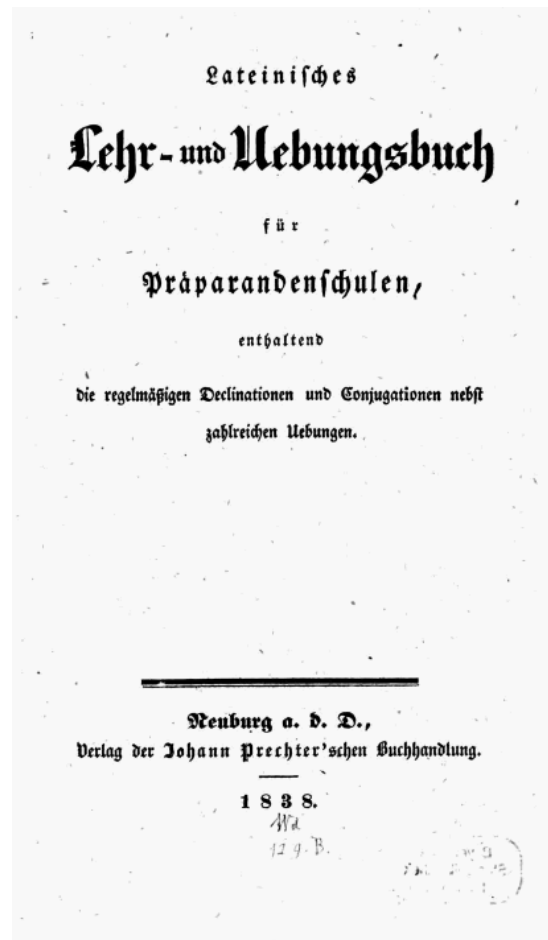 Lateinisches
Lehr- und Uebungsbuch
für
Präparandenschulen,
enthaltend
die regelmäßigen Declinationen und Conjugationen nebst
zahlreichen Uebungen.
Neuburg a. d. D.,
Verlag der Johann Prechter'schen Buchhandlung.
1838.
12 g. B.